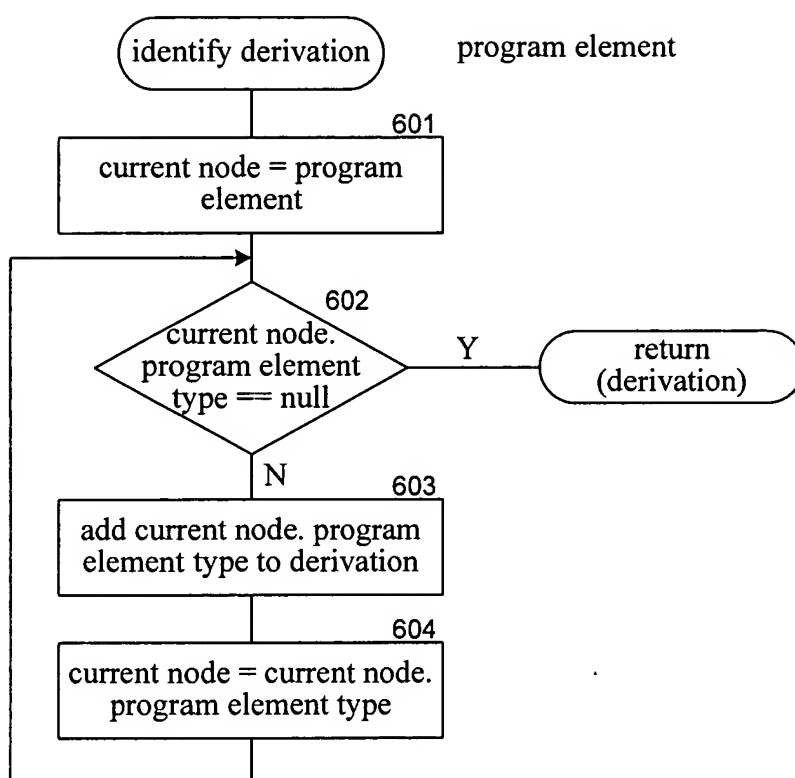 identify derivation
program element
601
current node = program
element
602
current node.
program element
type == null
Y
return
(derivation)
N
603
add current node. program
element type to derivation
604
current node = current node.
program element type